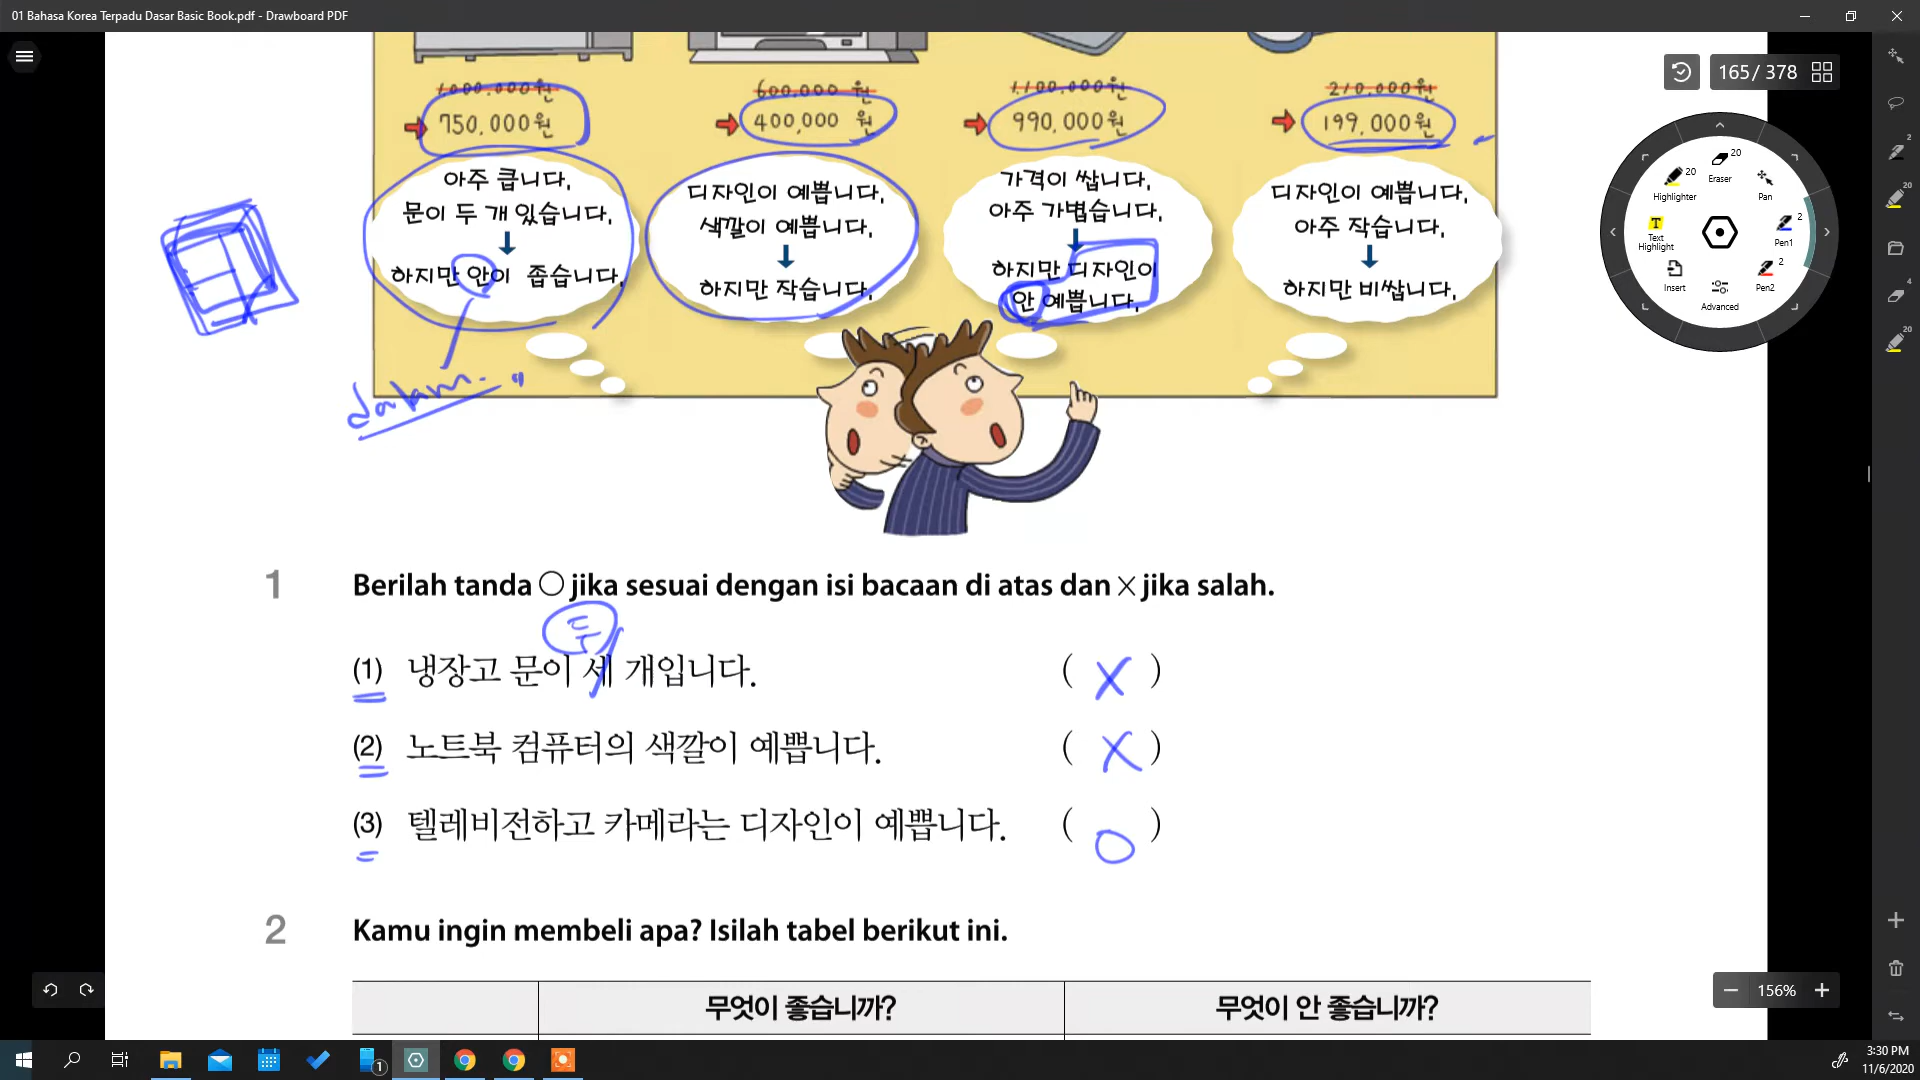 01 Bahasa Korea Terpadu Dasar Basic Book.pdf - Drawboard PDF
165 / 378
1,000,000원 600,000 원 1,100,000원 210,000원
750,000원 400,000 원 990,000원 199,000원
아주 큽니다.
문이 두 개 있습니다.
하지만 안이 좁습니다.
디자인이 예쁩니다.
색깔이 예쁩니다.
하지만 작습니다.
가격이 쌉니다.
아주 가볍습니다.
하지만 디자인이
안 예쁩니다.
디자인이 예쁩니다.
아주 작습니다.
하지만 비쌉니다.
dalam.
1 Berilah tanda ○ jika sesuai dengan isi bacaan di atas dan × jika salah.
두
(1) 냉장고 문이 세 개입니다. ( X )
(2) 노트북 컴퓨터의 색깔이 예쁩니다. ( X )
(3) 텔레비전하고 카메라는 디자인이 예쁩니다. ( O )
2 Kamu ingin membeli apa? Isilah tabel berikut ini.
무엇이 좋습니까? 무엇이 안 좋습니까?
20
Eraser
20
Highlighter
Pan
T
Text
Highlight
2
Pen1
Insert
2
Pen2
Advanced
2
20
4
20
156%
1
3:30 PM
11/6/2020